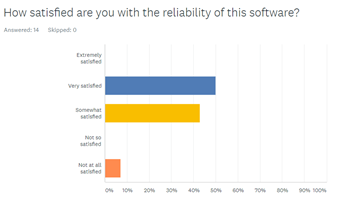 How satisfied are you with the reliability of this software?
Answered: 14 Skipped: 0
Extremely
satisfied
Very satisfied
Somewhat
satisfied
Not so
satisfied
Not at all
satisfied
0% 10% 20% 30% 40% 50% 60% 70% 80% 90% 100%